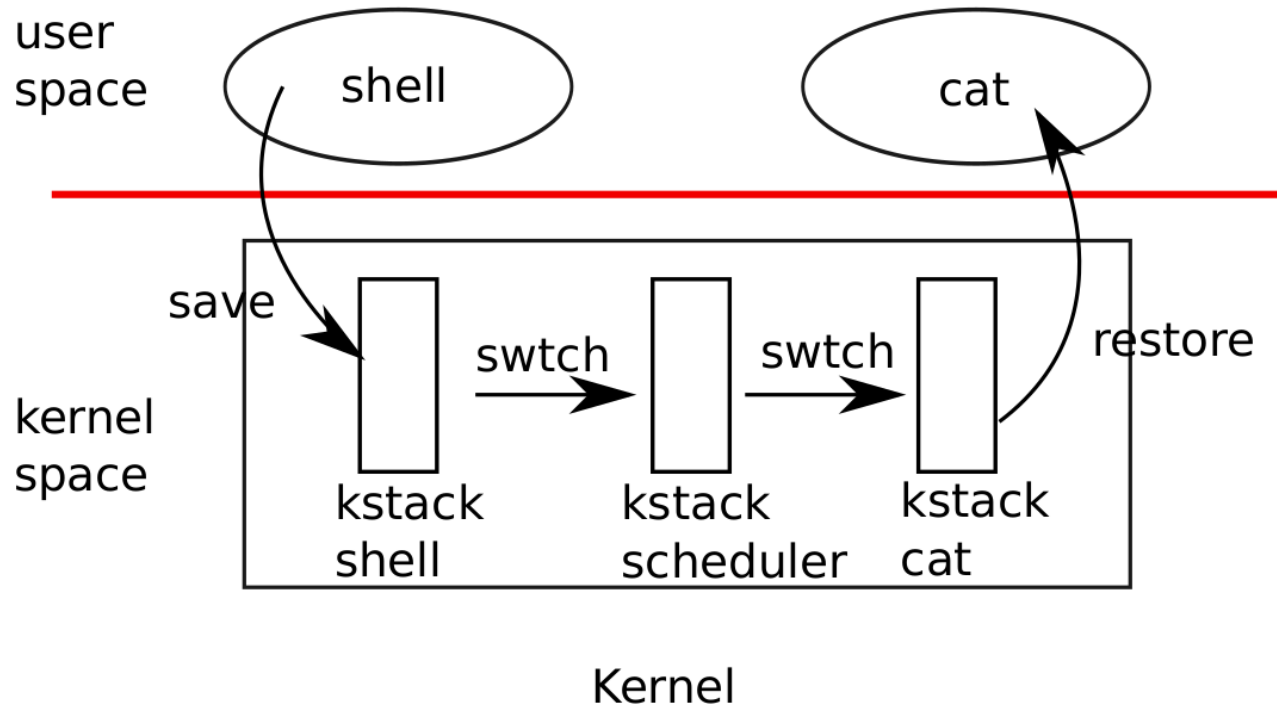 user
space
shell
cat
save
swtch
swtch
restore
kernel
space
kstack
shell
kstack
scheduler
kstack
cat
Kernel